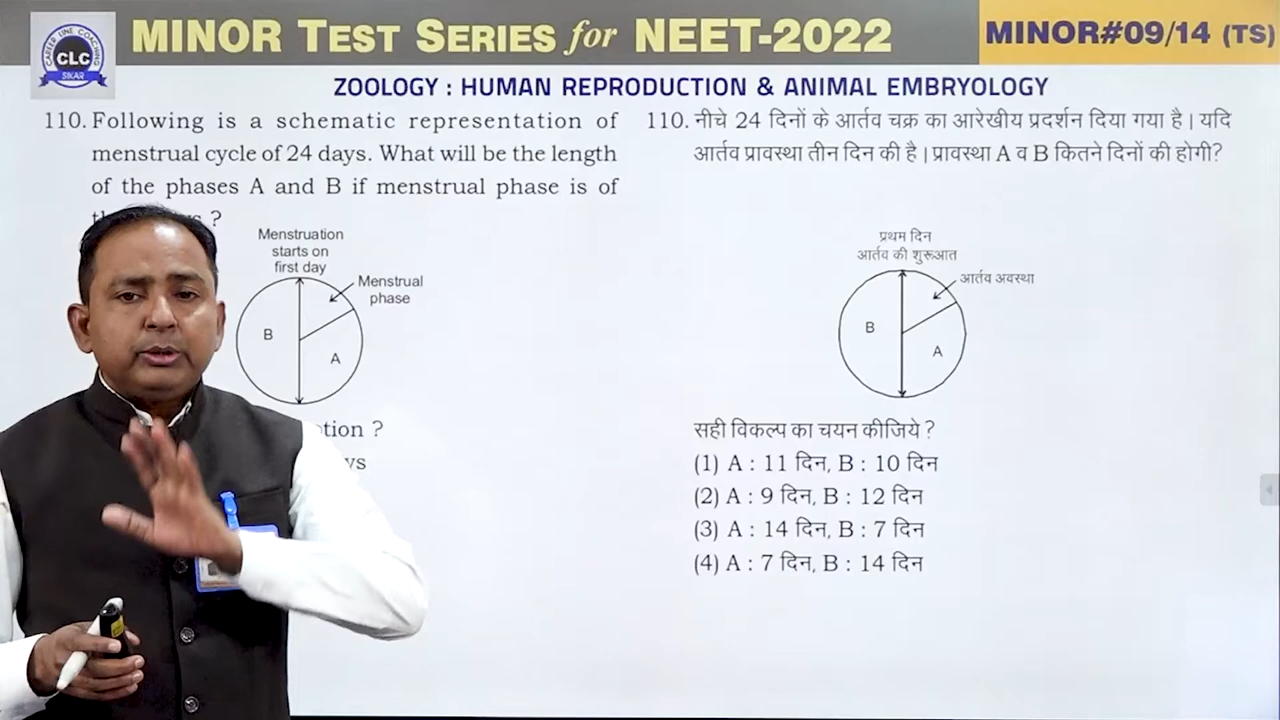 CAREER LINE COACHING
CLC
SIKAR
MINOR TEST SERIES for NEET-2022
MINOR#09/14 (TS)
ZOOLOGY : HUMAN REPRODUCTION & ANIMAL EMBRYOLOGY
110. Following is a schematic representation of
menstrual cycle of 24 days. What will be the length
of the phases A and B if menstrual phase is of
?
Menstruation
starts on
first day
Menstrual
phase
B
A
tion ?
ys
110. नीचे 24 दिनों के आर्तव चक्र का आरेखीय प्रदर्शन दिया गया है। यदि
आर्तव प्रावस्था तीन दिन की है। प्रावस्था A व B कितने दिनों की होगी?
प्रथम दिन
आर्तव की शुरूआत
आर्तव अवस्था
B
A
सही विकल्प का चयन कीजिये ?
(1) A : 11 दिन, B : 10 दिन
(2) A : 9 दिन, B : 12 दिन
(3) A : 14 दिन, B : 7 दिन
(4) A : 7 दिन, B : 14 दिन